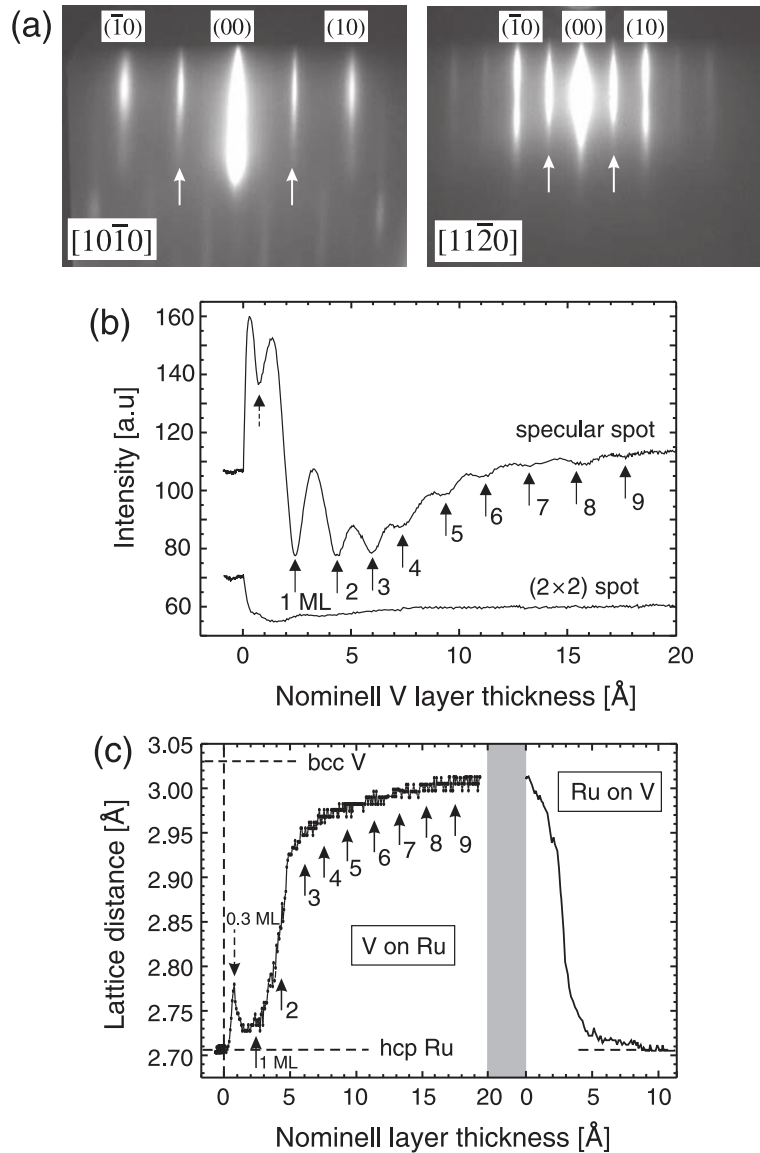 (a)
(1̅0) (00) (10)
[101̅0]
(1̅0) (00) (10)
[112̅0]
(b)
160
140
120
100
80
60
Intensity [a.u]
specular spot
1 ML 2 3 4 5 6 7 8 9
(2×2) spot
0 5 10 15 20
Nominell V layer thickness [Å]
(c)
3.05
3.00
2.95
2.90
2.85
2.80
2.75
2.70
Lattice distance [Å]
bcc V
0.3 ML
1 ML 2 3 4 5 6 7 8 9
V on Ru
hcp Ru
Ru on V
0 5 10 15 20 0 5 10
Nominell layer thickness [Å]